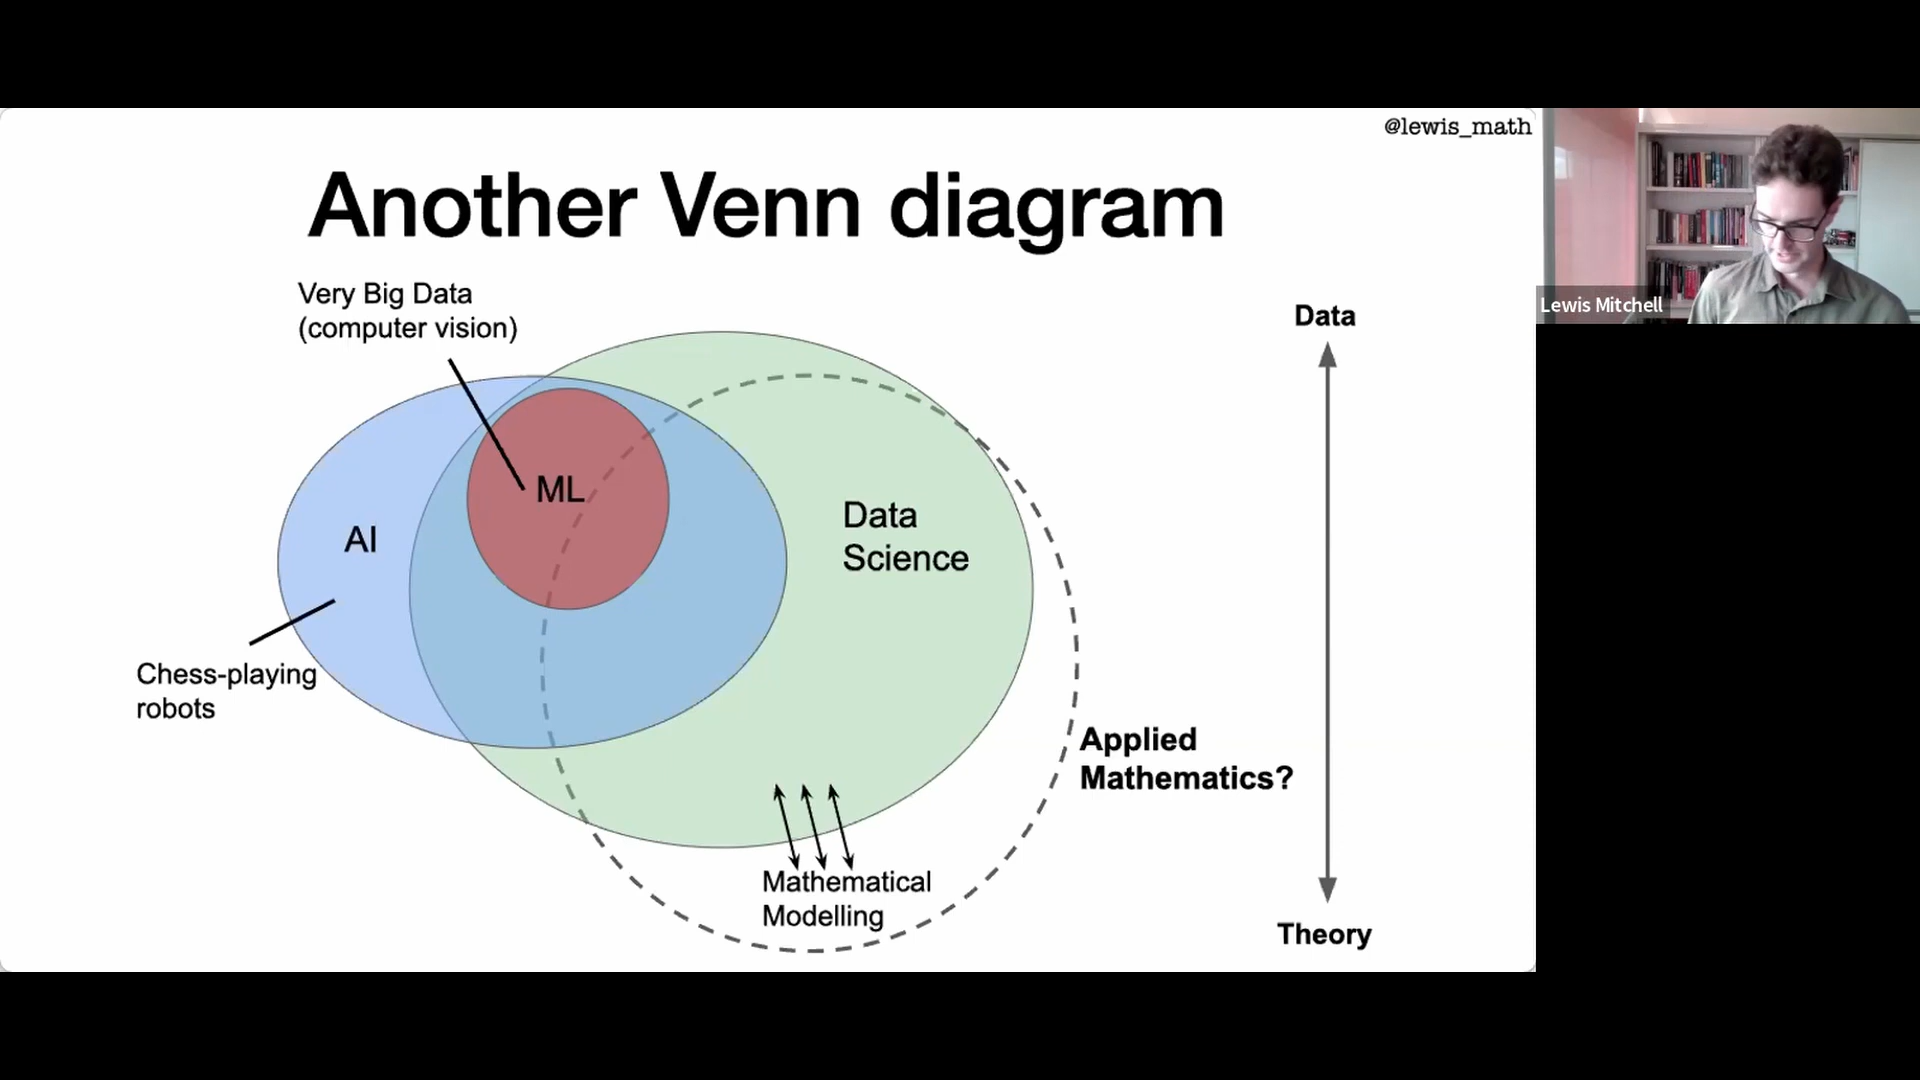 @lewis_math
Another Venn diagram
Very Big Data
(computer vision)
Data
Lewis Mitchell
ML
AI
Data
Science
Chess-playing
robots
Applied
Mathematics?
Mathematical
Modelling
Theory